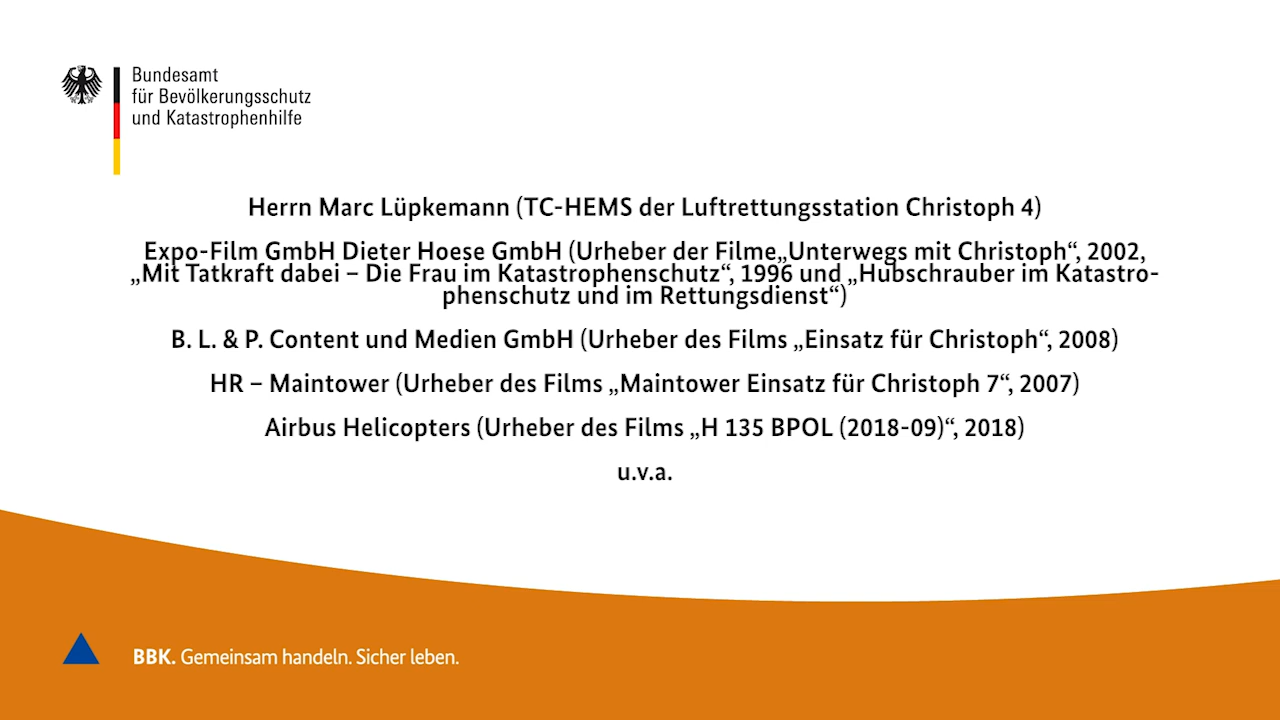 Bundesamt
für Bevölkerungsschutz
und Katastrophenhilfe
Herrn Marc Lüpkemann (TC-HEMS der Luftrettungsstation Christoph 4)
Expo-Film GmbH Dieter Hoese GmbH (Urheber der Filme„Unterwegs mit Christoph“, 2002,
„Mit Tatkraft dabei – Die Frau im Katastrophenschutz“, 1996 und „Hubschrauber im Katastro-
phenschutz und im Rettungsdienst“)
B. L. & P. Content und Medien GmbH (Urheber des Films „Einsatz für Christoph“, 2008)
HR – Maintower (Urheber des Films „Maintower Einsatz für Christoph 7“, 2007)
Airbus Helicopters (Urheber des Films „H 135 BPOL (2018-09)“, 2018)
u.v.a.
BBK. Gemeinsam handeln. Sicher leben.